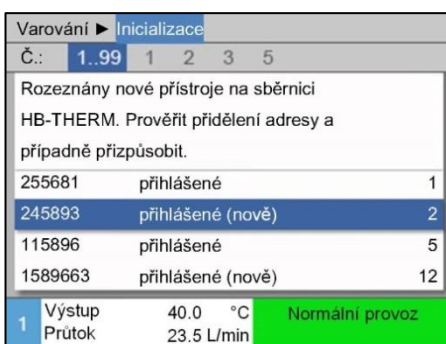 Varování ► Inicializace
Č.: 1..99 1 2 3 5
Rozeznány nové přístroje na sběrnici
HB-THERM. Prověřit přidělení adresy a
případně přizpůsobit.
255681 přihlášené 1
245893 přihlášené (nově) 2
115896 přihlášené 5
1589663 přihlášené (nově) 12
1 Výstup 40.0 °C Normální provoz
Průtok 23.5 L/min